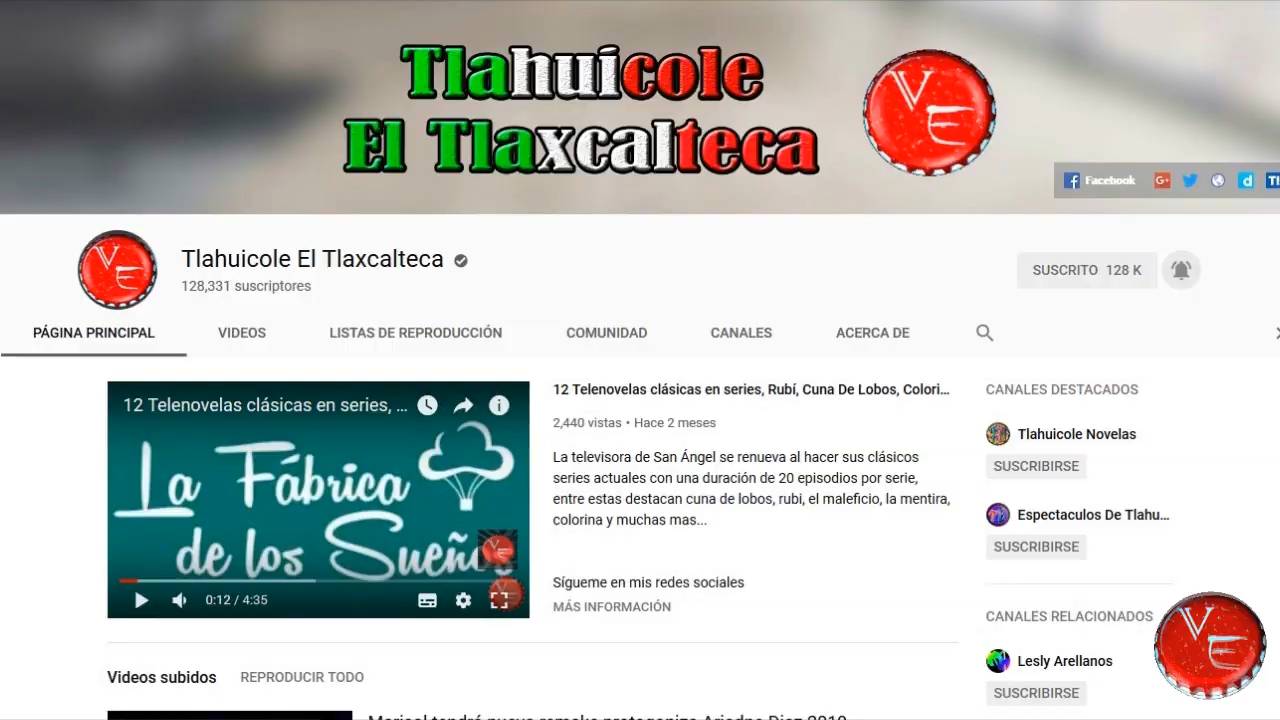 Tlahuicole
El Tlaxcalteca
VE
Facebook
Tlahuicole El Tlaxcalteca
128,331 suscriptores
SUSCRITO 128 K
VE
PÁGINA PRINCIPAL VIDEOS LISTAS DE REPRODUCCIÓN COMUNIDAD CANALES ACERCA DE
12 Telenovelas clásicas en series, ...
La Fábrica
de los Sueño
VE
0:12 / 4:35
12 Telenovelas clásicas en series, Rubí, Cuna De Lobos, Colori...
2,440 vistas • Hace 2 meses
La televisora de San Ángel se renueva al hacer sus clásicos
series actuales con una duración de 20 episodios por serie,
entre estas destacan cuna de lobos, rubi, el maleficio, la mentira,
colorina y muchas mas...
Sígueme en mis redes sociales
MÁS INFORMACIÓN
CANALES DESTACADOS
Tlahuicole Novelas
SUSCRIBIRSE
Espectaculos De Tlahu...
SUSCRIBIRSE
CANALES RELACIONADOS
Lesly Arellanos
SUSCRIBIRSE
VE
Videos subidos REPRODUCIR TODO